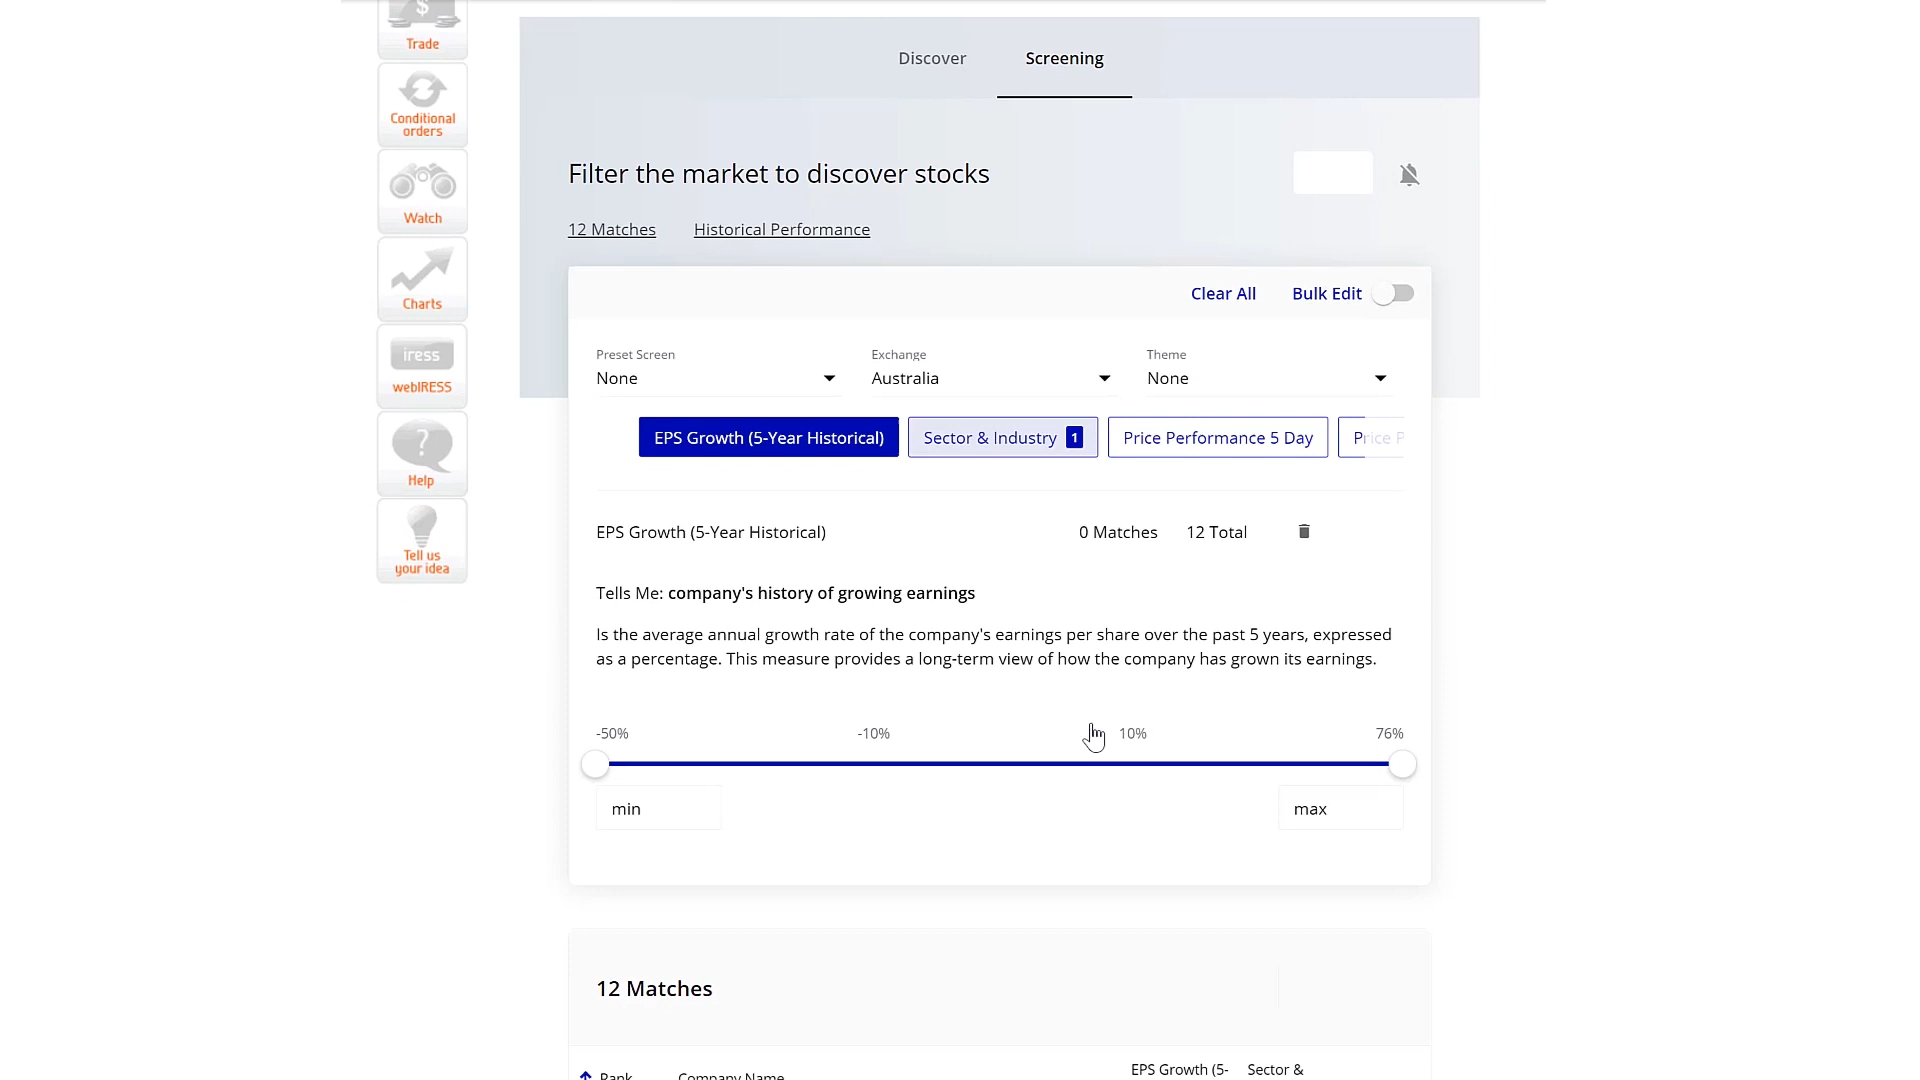 $
Trade
Conditional
orders
Watch
Charts
iress
webIRESS
?
Help
Tell us
your idea
Discover
Screening
Filter the market to discover stocks
12 Matches
Historical Performance
Clear All
Bulk Edit
Preset Screen
None
Exchange
Australia
Theme
None
EPS Growth (5-Year Historical)
Sector & Industry 1
Price Performance 5 Day
Price P
EPS Growth (5-Year Historical)
0 Matches
12 Total
Tells Me: company's history of growing earnings
Is the average annual growth rate of the company's earnings per share over the past 5 years, expressed
as a percentage. This measure provides a long-term view of how the company has grown its earnings.
-50%
-10%
10%
76%
min
max
12 Matches
Rank
Company Name
EPS Growth (5-
Sector &